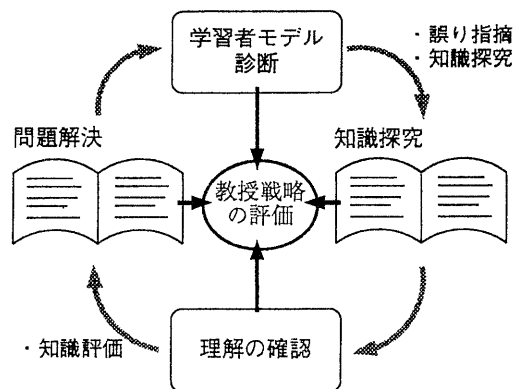 学習者モデル
診断
・誤り指摘
・知識探究
問題解決
知識探究
教授戦略
の評価
・知識評価
理解の確認